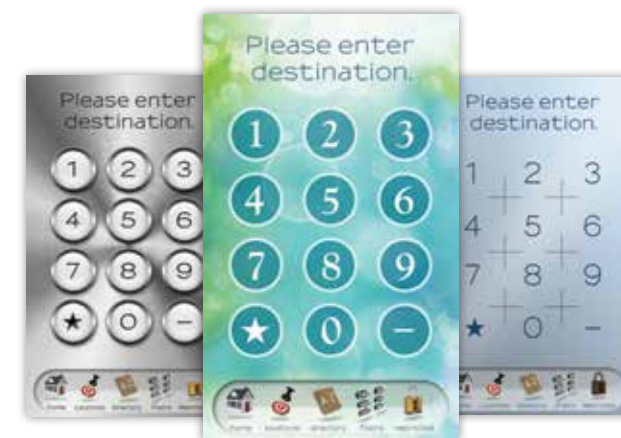 Please enter
destination.
1 2 3
4 5 6
7 8 9
★ 0 –
Please enter
destination.
1 2 3
4 5 6
7 8 9
★ 0 –
home locations directory floors restricted
Please enter
destination.
1 2 3
4 5 6
7 8 9
★ 0 –